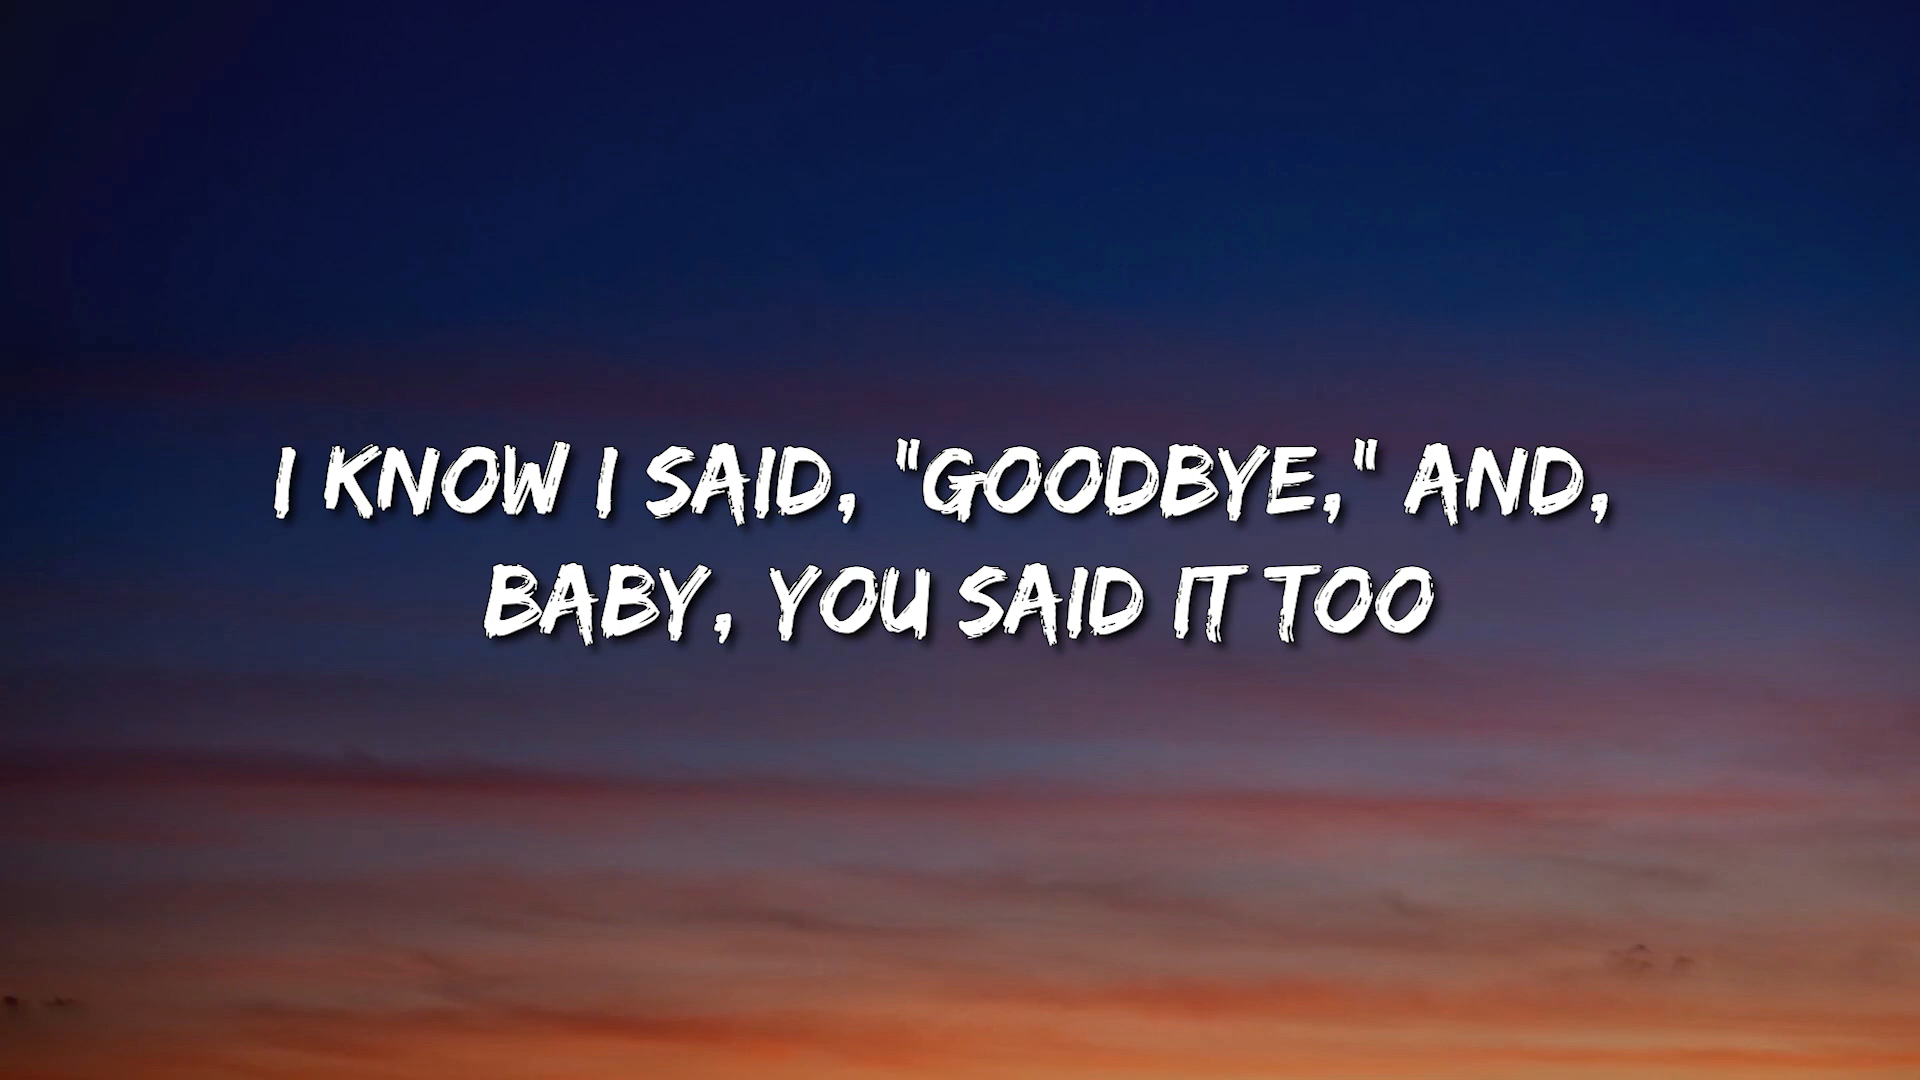 I KNOW I SAID, "GOODBYE," AND,
BABY, YOU SAID IT TOO